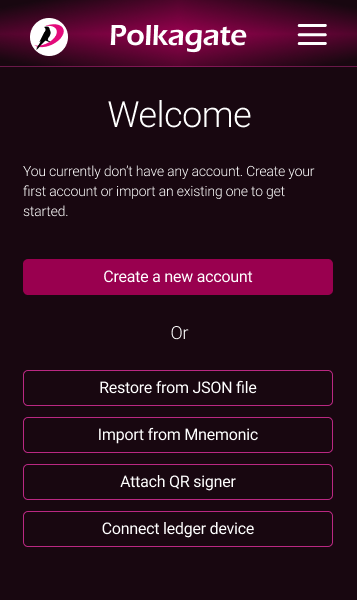 Polkagate
Welcome
You currently don't have any account. Create your
first account or import an existing one to get
started.
Create a new account
Or
Restore from JSON file
Import from Mnemonic
Attach QR signer
Connect ledger device